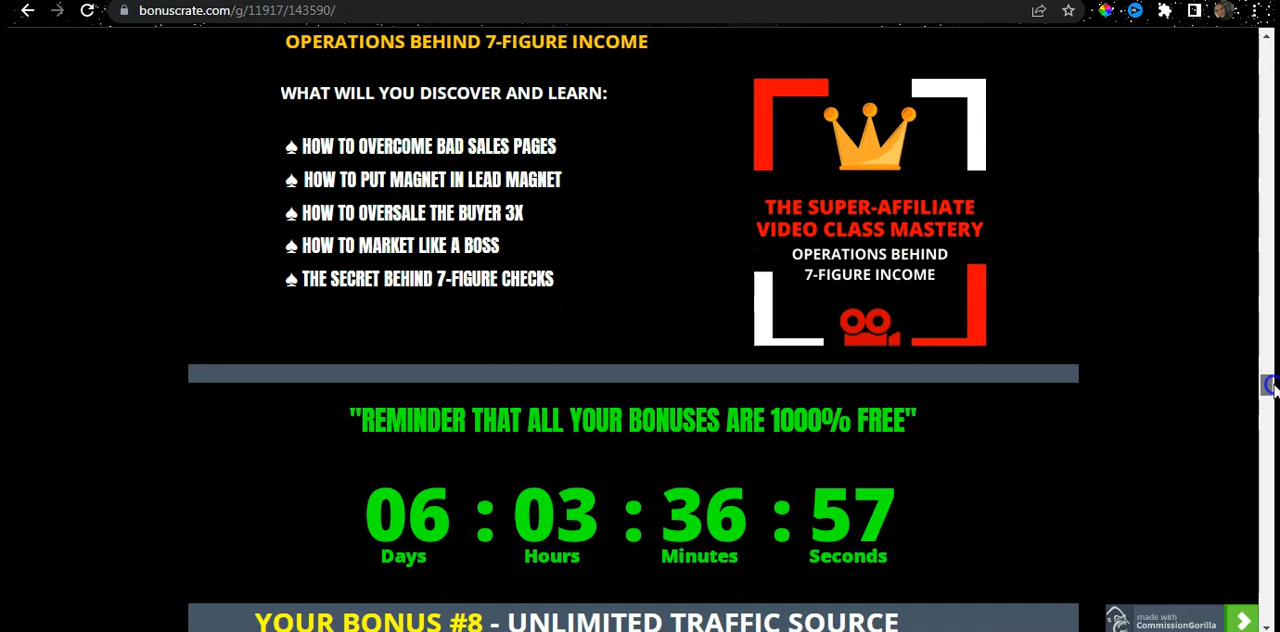 bonuscrate.com/g/11917/143590/
OPERATIONS BEHIND 7-FIGURE INCOME
WHAT WILL YOU DISCOVER AND LEARN:
♠ HOW TO OVERCOME BAD SALES PAGES
♠ HOW TO PUT MAGNET IN LEAD MAGNET
♠ HOW TO OVERSALE THE BUYER 3X
♠ HOW TO MARKET LIKE A BOSS
♠ THE SECRET BEHIND 7-FIGURE CHECKS
THE SUPER-AFFILIATE
VIDEO CLASS MASTERY
OPERATIONS BEHIND
7-FIGURE INCOME
"REMINDER THAT ALL YOUR BONUSES ARE 1000% FREE"
06 : 03 : 36 : 57
Days Hours Minutes Seconds
YOUR BONUS #8 - UNLIMITED TRAFFIC SOURCE
made with
CommissionGorilla